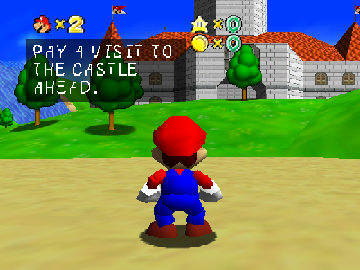 ×2
×0
×0
PAY A VISIT TO
THE CASTLE
AHEAD.